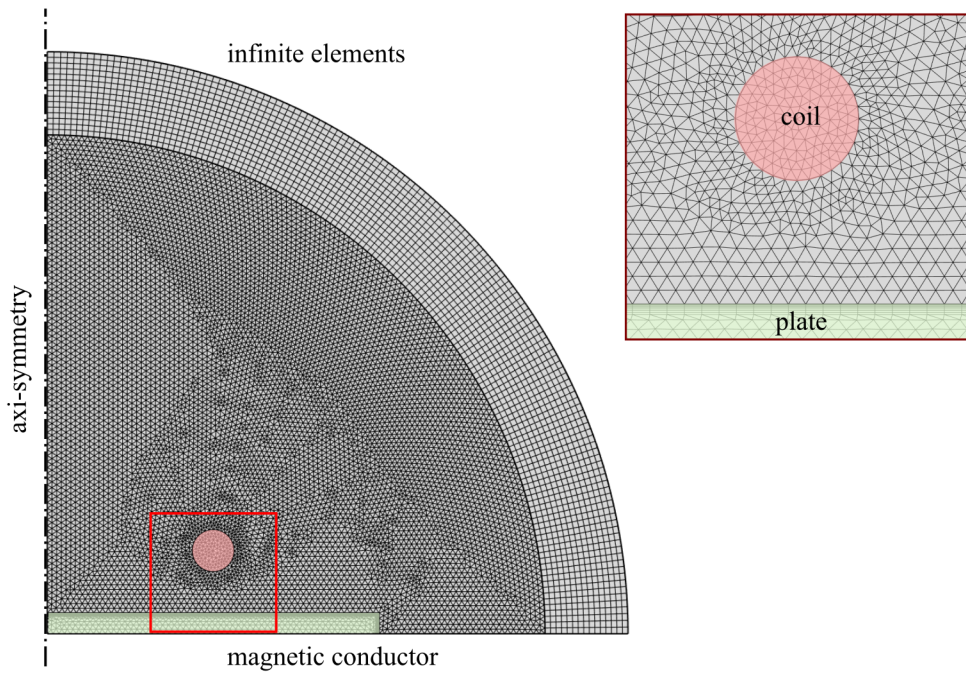 infinite elements
coil
plate
axi-symmetry
magnetic conductor